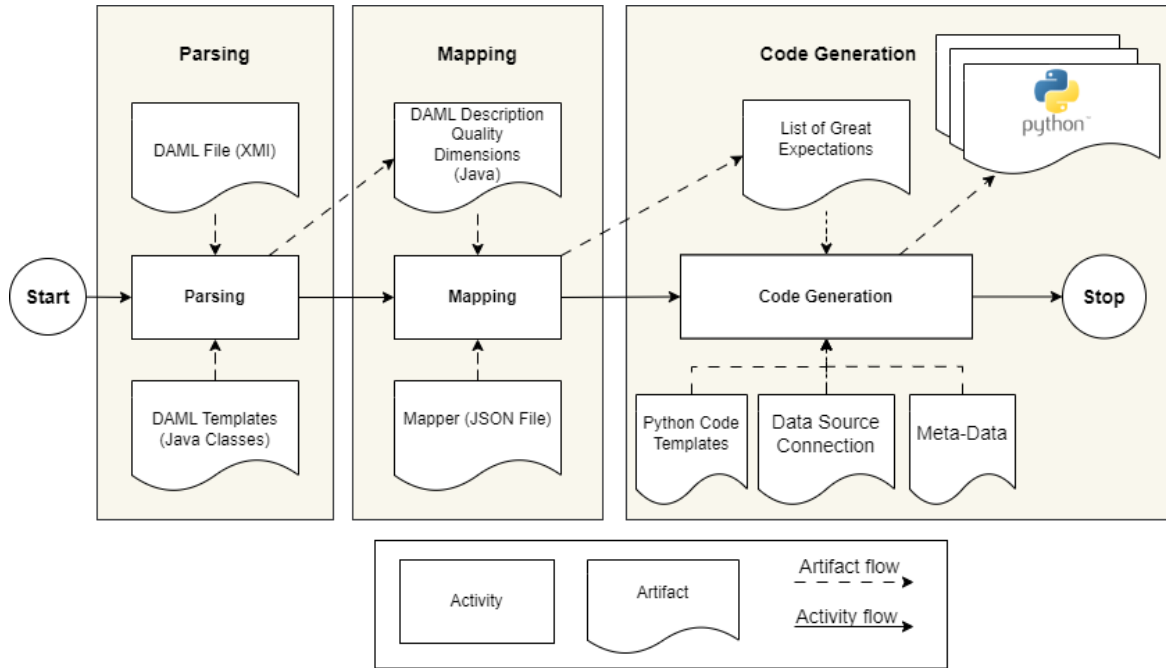 Parsing
Mapping
Code Generation
DAML File (XMI)
DAML Description
Quality
Dimensions
(Java)
List of Great
Expectations
python™
Start
Parsing
Mapping
Code Generation
Stop
DAML Templates
(Java Classes)
Mapper (JSON File)
Python Code
Templates
Data Source
Connection
Meta-Data
Activity
Artifact
Artifact flow
Activity flow